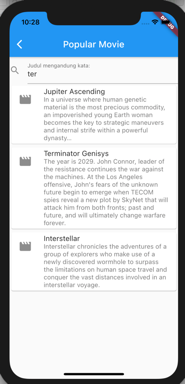 10:28
Popular Movie
Judul mengandung kata:
ter
Jupiter Ascending
In a universe where human genetic
material is the most precious commodity,
an impoverished young Earth woman
becomes the key to strategic maneuvers
and internal strife within a powerful
dynasty...
Terminator Genisys
The year is 2029. John Connor, leader of
the resistance continues the war against
the machines. At the Los Angeles
offensive, John's fears of the unknown
future begin to emerge when TECOM
spies reveal a new plot by SkyNet that will
attack him from both fronts; past and
future, and will ultimately change warfare
forever.
Interstellar
Interstellar chronicles the adventures of a
group of explorers who make use of a
newly discovered wormhole to surpass
the limitations on human space travel and
conquer the vast distances involved in an
interstellar voyage.